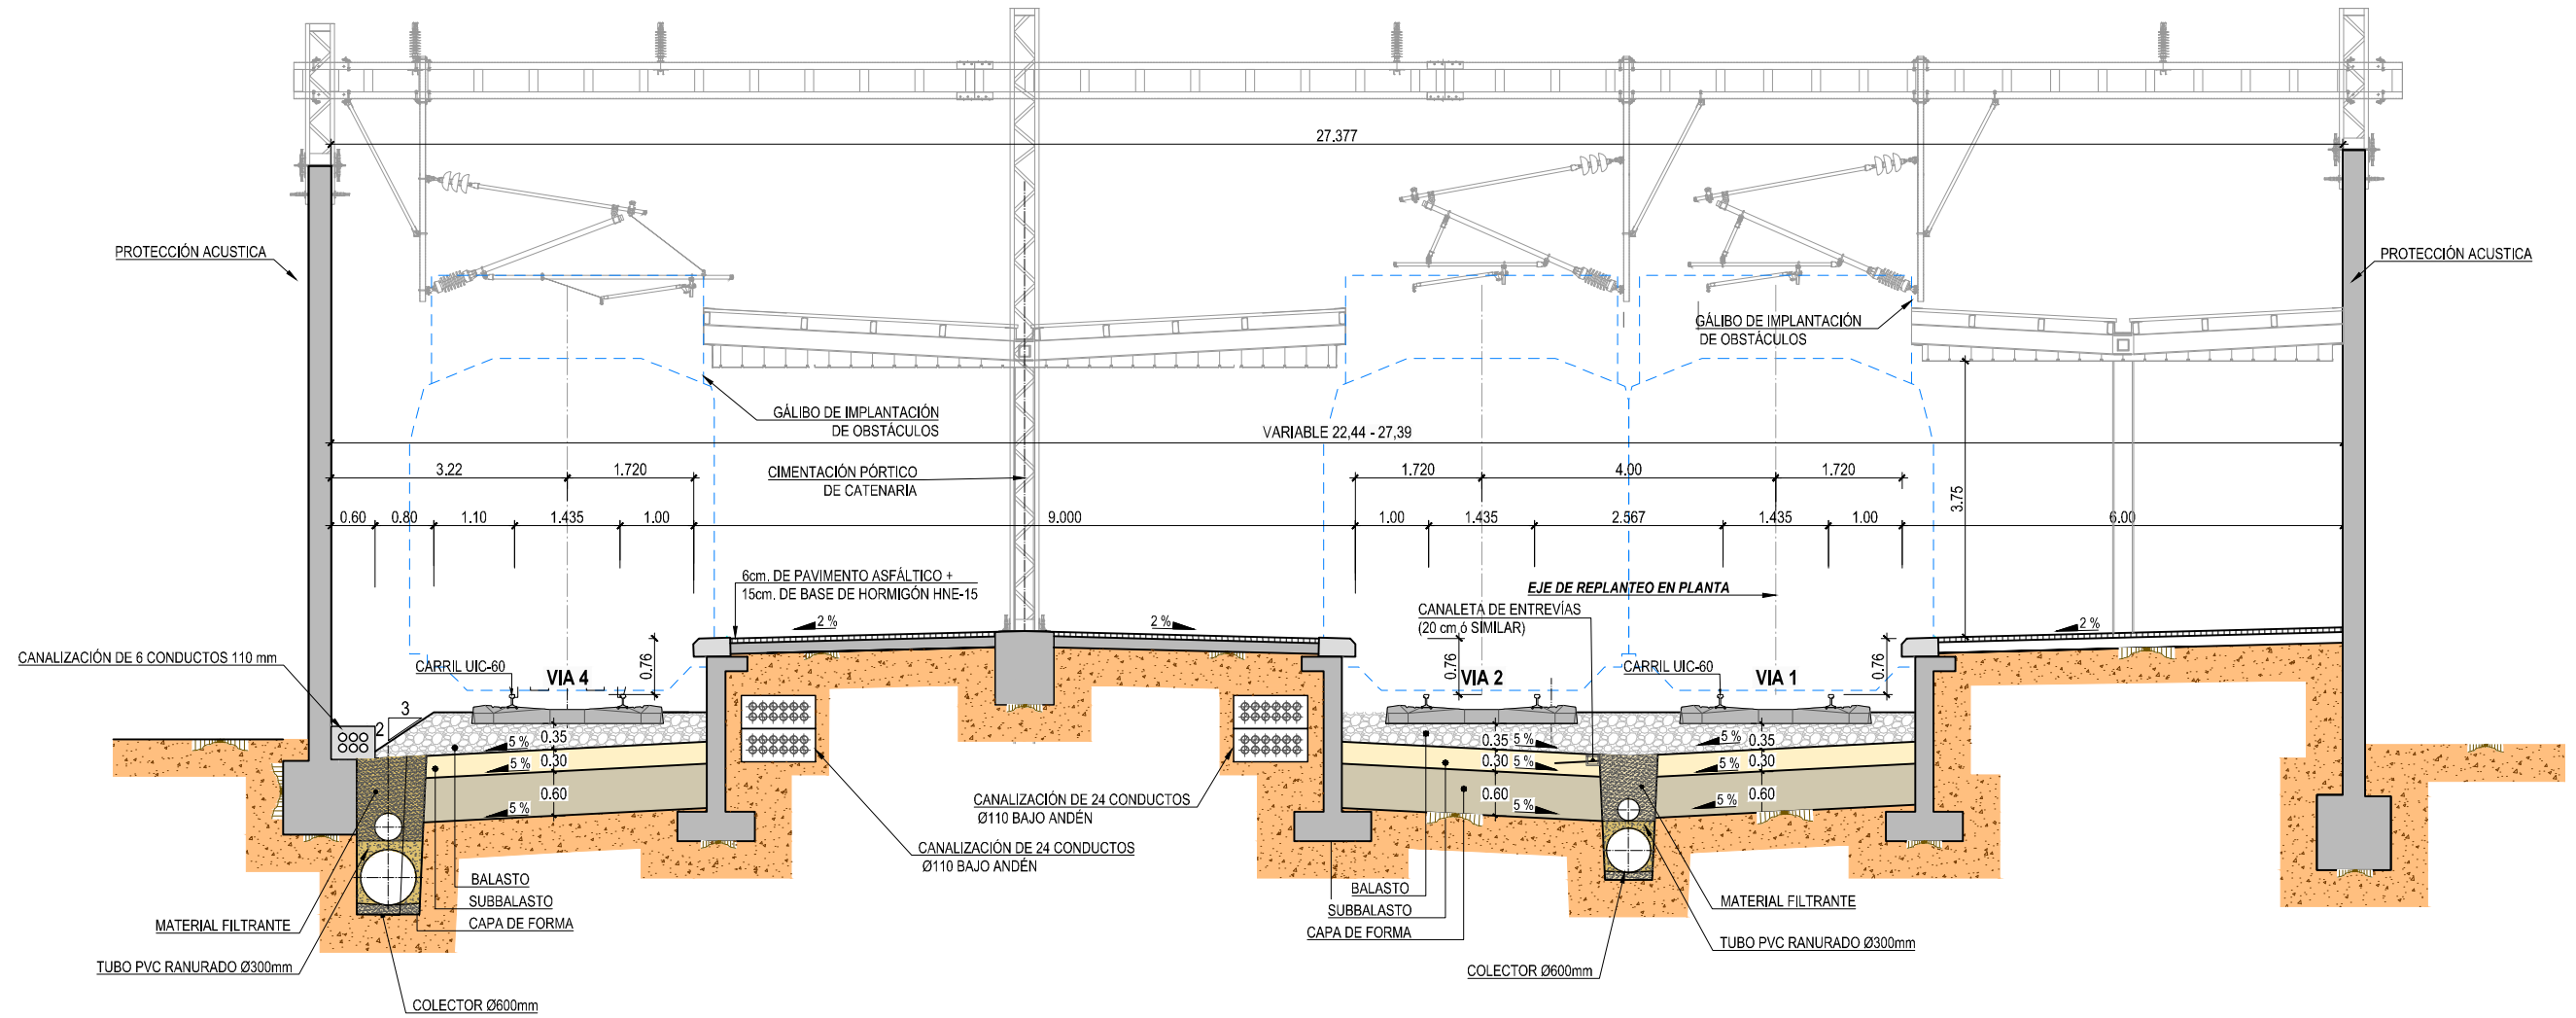 27.377
PROTECCIÓN ACUSTICA
PROTECCIÓN ACUSTICA
GÁLIBO DE IMPLANTACIÓN
DE OBSTÁCULOS
GÁLIBO DE IMPLANTACIÓN
DE OBSTÁCULOS
VARIABLE 22,44 - 27,39
3.22
1.720
CIMENTACIÓN PÓRTICO
DE CATENARIA
1.720
4.00
1.720
3.75
0.60
0.80
1.10
1.435
1.00
9.000
1.00
1.435
2.567
1.435
1.00
6.00
6cm. DE PAVIMENTO ASFÁLTICO +
15cm. DE BASE DE HORMIGÓN HNE-15
EJE DE REPLANTEO EN PLANTA
CANALETA DE ENTREVÍAS
(20 cm ó SIMILAR)
2 %
2 %
2 %
CANALIZACIÓN DE 6 CONDUCTOS 110 mm
CARRIL UIC-60
VIA 4
0.76
0.76
VIA 2
CARRIL UIC-60
VIA 1
0.76
3
2
5 %
0.35
5 %
0.30
5 %
0.60
0.35
5 %
0.30
5 %
0.60
5 %
5 %
0.35
5 %
0.30
5 %
0.60
CANALIZACIÓN DE 24 CONDUCTOS
Ø110 BAJO ANDÉN
CANALIZACIÓN DE 24 CONDUCTOS
Ø110 BAJO ANDÉN
BALASTO
SUBBALASTO
CAPA DE FORMA
MATERIAL FILTRANTE
TUBO PVC RANURADO Ø300mm
COLECTOR Ø600mm
BALASTO
SUBBALASTO
CAPA DE FORMA
MATERIAL FILTRANTE
TUBO PVC RANURADO Ø300mm
COLECTOR Ø600mm